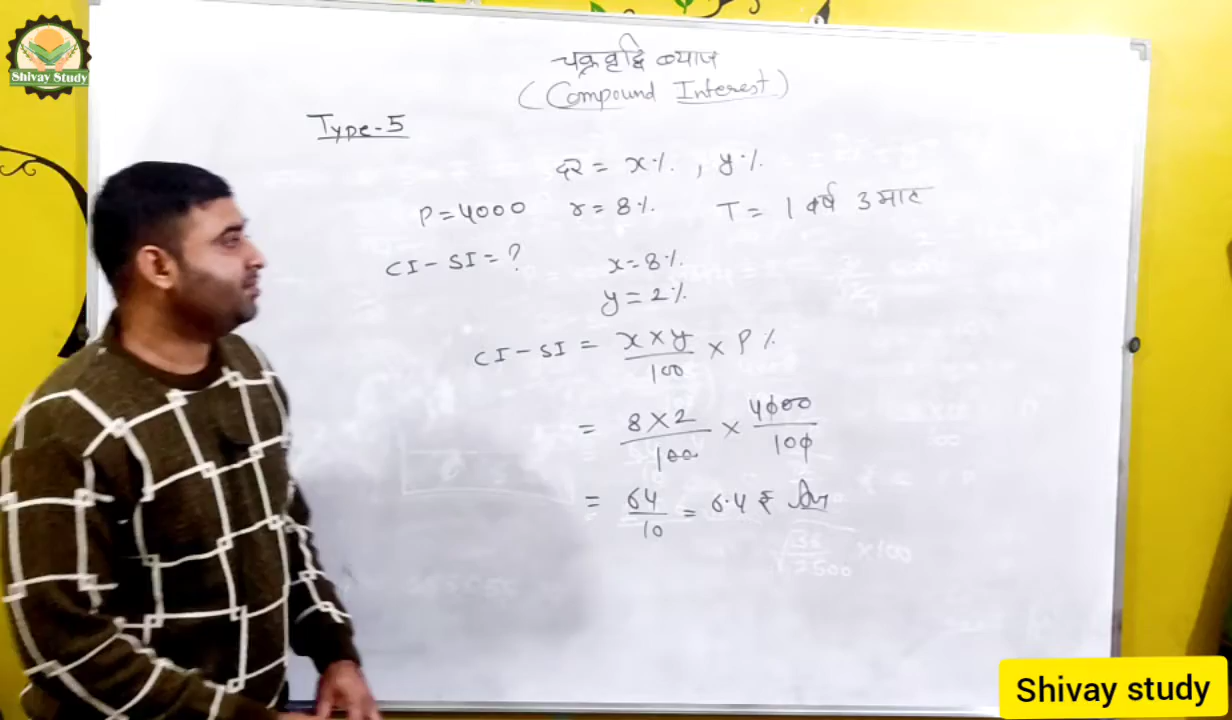 Shivay Study
चक्रवृद्धि ब्याज
(Compound Interest)
Type-5
दर = x%, y%
P = 4000 r = 8% T = 1 वर्ष 3 माह
CI - SI = ?
x = 8%
y = 2%
CI - SI = x × y / 100 × P%
= 8 × 2 / 100 × 4000 / 100
= 64 / 10 = 6.4 ₹ Ans
Shivay study